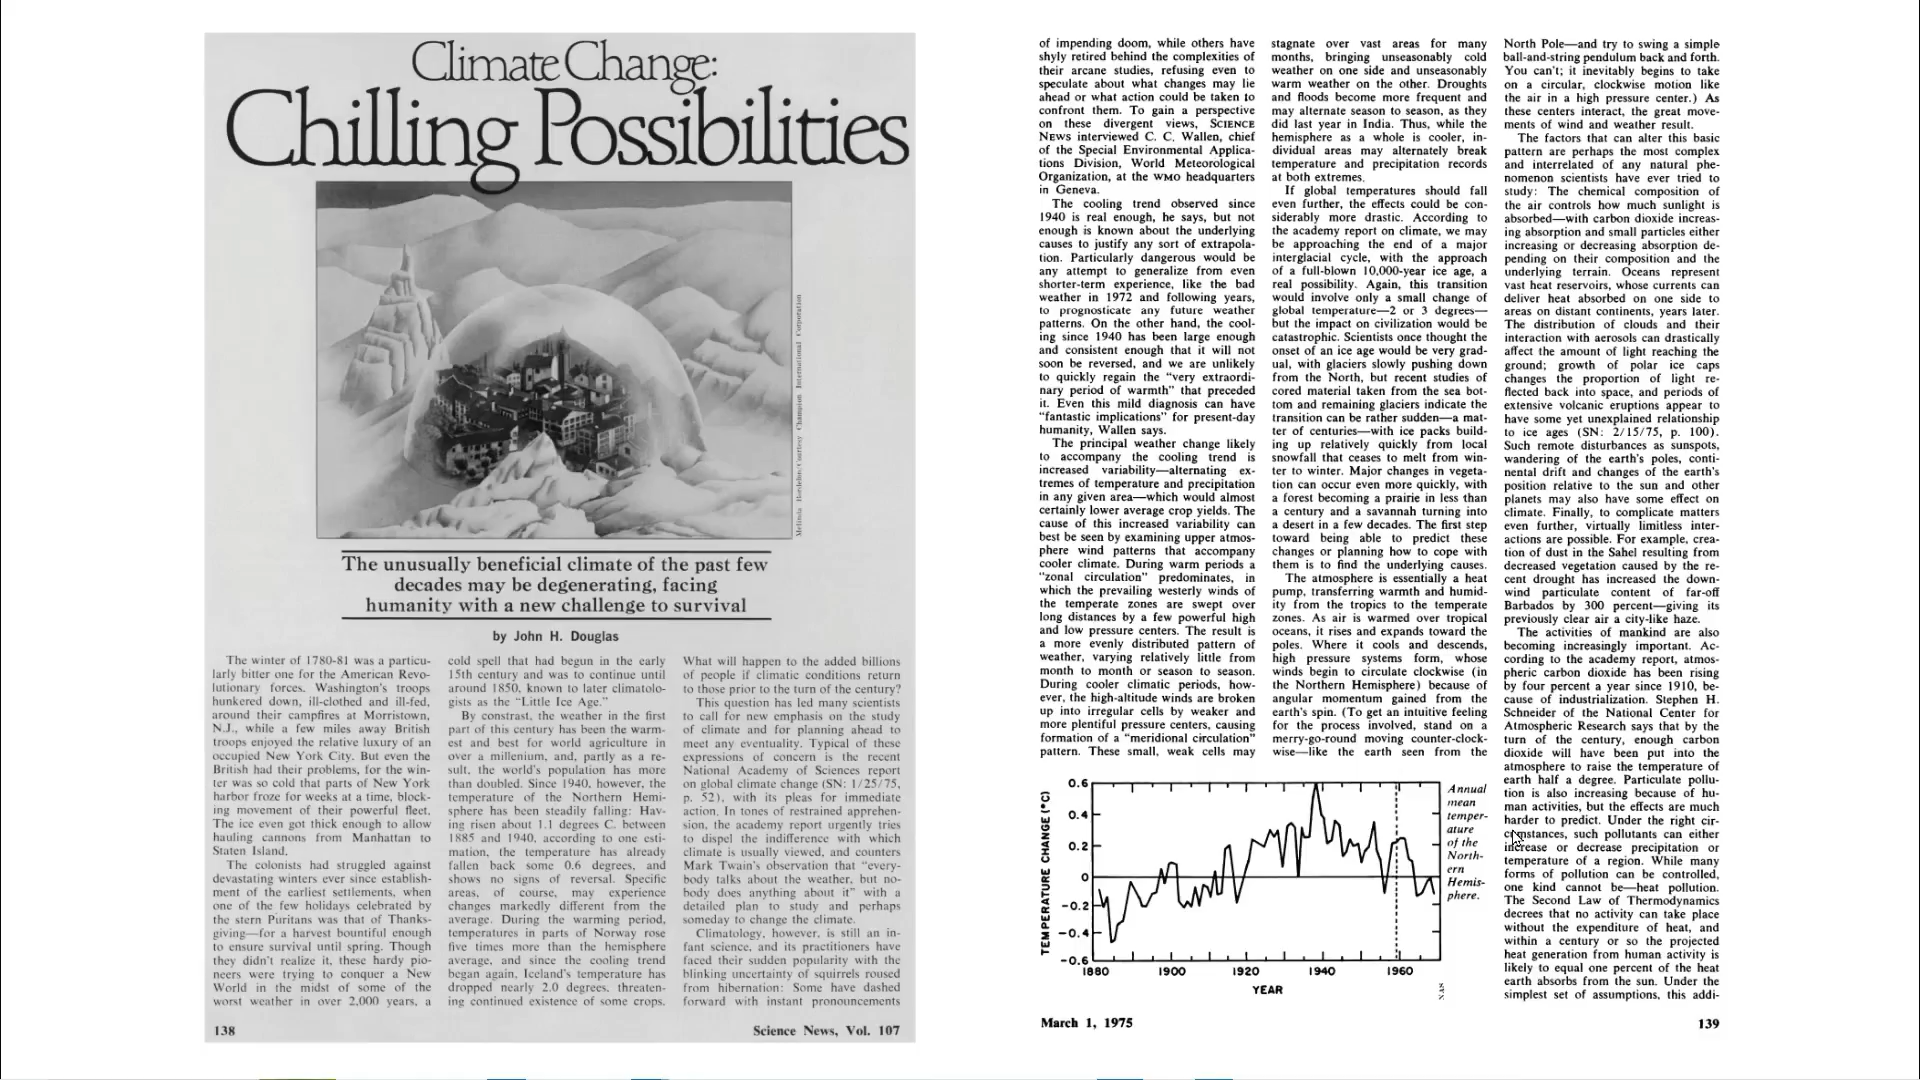 Climate Change:
Chilling Possibilities
Melinda Bordelon/Courtesy Champion International Corporation
The unusually beneficial climate of the past few
decades may be degenerating, facing
humanity with a new challenge to survival
by John H. Douglas
The winter of 1780-81 was a particu-
larly bitter one for the American Revo-
lutionary forces. Washington's troops
hunkered down, ill-clothed and ill-fed,
around their campfires at Morristown,
N.J., while a few miles away British
troops enjoyed the relative luxury of an
occupied New York City. But even the
British had their problems, for the win-
ter was so cold that parts of New York
harbor froze for weeks at a time, block-
ing movement of their powerful fleet.
The ice even got thick enough to allow
hauling cannons from Manhattan to
Staten Island.
The colonists had struggled against
devastating winters ever since establish-
ment of the earliest settlements, when
one of the few holidays celebrated by
the stern Puritans was that of Thanks-
giving—for a harvest bountiful enough
to ensure survival until spring. Though
they didn't realize it, these hardy pio-
neers were trying to conquer a New
World in the midst of some of the
worst weather in over 2,000 years, a
cold spell that had begun in the early
15th century and was to continue until
around 1850, known to later climatolo-
gists as the "Little Ice Age."
By constrast, the weather in the first
part of this century has been the warm-
est and best for world agriculture in
over a millenium, and, partly as a re-
sult, the world's population has more
than doubled. Since 1940, however, the
temperature of the Northern Hemi-
sphere has been steadily falling: Hav-
ing risen about 1.1 degrees C. between
1885 and 1940, according to one esti-
mation, the temperature has already
fallen back some 0.6 degrees, and
shows no signs of reversal. Specific
areas, of course, may experience
changes markedly different from the
average. During the warming period,
temperatures in parts of Norway rose
five times more than the hemisphere
average, and since the cooling trend
began again, Iceland's temperature has
dropped nearly 2.0 degrees, threaten-
ing continued existence of some crops.
What will happen to the added billions
of people if climatic conditions return
to those prior to the turn of the century?
This question has led many scientists
to call for new emphasis on the study
of climate and for planning ahead to
meet any eventuality. Typical of these
expressions of concern is the recent
National Academy of Sciences report
on global climate change (SN: 1/25/75,
p. 52), with its pleas for immediate
action. In tones of restrained apprehen-
sion, the academy report urgently tries
to dispel the indifference with which
climate is usually viewed, and counters
Mark Twain's observation that "every-
body talks about the weather, but no-
body does anything about it" with a
detailed plan to study and perhaps
someday to change the climate.
Climatology, however, is still an in-
fant science, and its practitioners have
faced their sudden popularity with the
blinking uncertainty of squirrels roused
from hibernation: Some have dashed
forward with instant pronouncements
138
Science News, Vol. 107
of impending doom, while others have
shyly retired behind the complexities of
their arcane studies, refusing even to
speculate about what changes may lie
ahead or what action could be taken to
confront them. To gain a perspective
on these divergent views, SCIENCE
NEWS interviewed C. C. Wallen, chief
of the Special Environmental Applica-
tions Division, World Meteorological
Organization, at the WMO headquarters
in Geneva.
The cooling trend observed since
1940 is real enough, he says, but not
enough is known about the underlying
causes to justify any sort of extrapola-
tion. Particularly dangerous would be
any attempt to generalize from even
shorter-term experience, like the bad
weather in 1972 and following years,
to prognosticate any future weather
patterns. On the other hand, the cool-
ing since 1940 has been large enough
and consistent enough that it will not
soon be reversed, and we are unlikely
to quickly regain the "very extraordi-
nary period of warmth" that preceded
it. Even this mild diagnosis can have
"fantastic implications" for present-day
humanity, Wallen says.
The principal weather change likely
to accompany the cooling trend is
increased variability—alternating ex-
tremes of temperature and precipitation
in any given area—which would almost
certainly lower average crop yields. The
cause of this increased variability can
best be seen by examining upper atmos-
phere wind patterns that accompany
cooler climate. During warm periods a
"zonal circulation" predominates, in
which the prevailing westerly winds of
the temperate zones are swept over
long distances by a few powerful high
and low pressure centers. The result is
a more evenly distributed pattern of
weather, varying relatively little from
month to month or season to season.
During cooler climatic periods, how-
ever, the high-altitude winds are broken
up into irregular cells by weaker and
more plentiful pressure centers, causing
formation of a "meridional circulation"
pattern. These small, weak cells may
stagnate over vast areas for many
months, bringing unseasonably cold
weather on one side and unseasonably
warm weather on the other. Droughts
and floods become more frequent and
may alternate season to season, as they
did last year in India. Thus, while the
hemisphere as a whole is cooler, in-
dividual areas may alternately break
temperature and precipitation records
at both extremes.
If global temperatures should fall
even further, the effects could be con-
siderably more drastic. According to
the academy report on climate, we may
be approaching the end of a major
interglacial cycle, with the approach
of a full-blown 10,000-year ice age, a
real possibility. Again, this transition
would involve only a small change of
global temperature—2 or 3 degrees—
but the impact on civilization would be
catastrophic. Scientists once thought the
onset of an ice age would be very grad-
ual, with glaciers slowly pushing down
from the North, but recent studies of
cored material taken from the sea bot-
tom and remaining glaciers indicate the
transition can be rather sudden—a mat-
ter of centuries—with ice packs build-
ing up relatively quickly from local
snowfall that ceases to melt from win-
ter to winter. Major changes in vegeta-
tion can occur even more quickly, with
a forest becoming a prairie in less than
a century and a savannah turning into
a desert in a few decades. The first step
toward being able to predict these
changes or planning how to cope with
them is to find the underlying causes.
The atmosphere is essentially a heat
pump, transferring warmth and humid-
ity from the tropics to the temperate
zones. As air is warmed over tropical
oceans, it rises and expands toward the
poles. Where it cools and descends,
high pressure systems form, whose
winds begin to circulate clockwise (in
the Northern Hemisphere) because of
angular momentum gained from the
earth's spin. (To get an intuitive feeling
for the process involved, stand on a
merry-go-round moving counter-clock-
wise—like the earth seen from the
North Pole—and try to swing a simple
ball-and-string pendulum back and forth.
You can't; it inevitably begins to take
on a circular, clockwise motion like
the air in a high pressure center.) As
these centers interact, the great move-
ments of wind and weather result.
The factors that can alter this basic
pattern are perhaps the most complex
and interrelated of any natural phe-
nomenon scientists have ever tried to
study: The chemical composition of
the air controls how much sunlight is
absorbed—with carbon dioxide increas-
ing absorption and small particles either
increasing or decreasing absorption de-
pending on their composition and the
underlying terrain. Oceans represent
vast heat reservoirs, whose currents can
deliver heat absorbed on one side to
areas on distant continents, years later.
The distribution of clouds and their
interaction with aerosols can drastically
affect the amount of light reaching the
ground; growth of polar ice caps
changes the proportion of light re-
flected back into space, and periods of
extensive volcanic eruptions appear to
have some yet unexplained relationship
to ice ages (SN: 2/15/75, p. 100).
Such remote disturbances as sunspots,
wandering of the earth's poles, conti-
nental drift and changes of the earth's
position relative to the sun and other
planets may also have some effect on
climate. Finally, to complicate matters
even further, virtually limitless inter-
actions are possible. For example, crea-
tion of dust in the Sahel resulting from
decreased vegetation caused by the re-
cent drought has increased the down-
wind particulate content of far-off
Barbados by 300 percent—giving its
previously clear air a city-like haze.
The activities of mankind are also
becoming increasingly important. Ac-
cording to the academy report, atmos-
pheric carbon dioxide has been rising
by four percent a year since 1910, be-
cause of industrialization. Stephen H.
Schneider of the National Center for
Atmospheric Research says that by the
turn of the century, enough carbon
dioxide will have been put into the
atmosphere to raise the temperature of
earth half a degree. Particulate pollu-
tion is also increasing because of hu-
man activities, but the effects are much
harder to predict. Under the right cir-
cumstances, such pollutants can either
increase or decrease precipitation or
temperature of a region. While many
forms of pollution can be controlled,
one kind cannot be—heat pollution.
The Second Law of Thermodynamics
decrees that no activity can take place
without the expenditure of heat, and
within a century or so the projected
heat generation from human activity is
likely to equal one percent of the heat
earth absorbs from the sun. Under the
simplest set of assumptions, this addi-
TEMPERATURE CHANGE (°C)
0.6
0.4
0.2
0
-0.2
-0.4
-0.6
1880 1900 1920 1940 1960
YEAR
Annual
mean
temper-
ature
of the
North-
ern
Hemis-
phere.
NAS
March 1, 1975
139